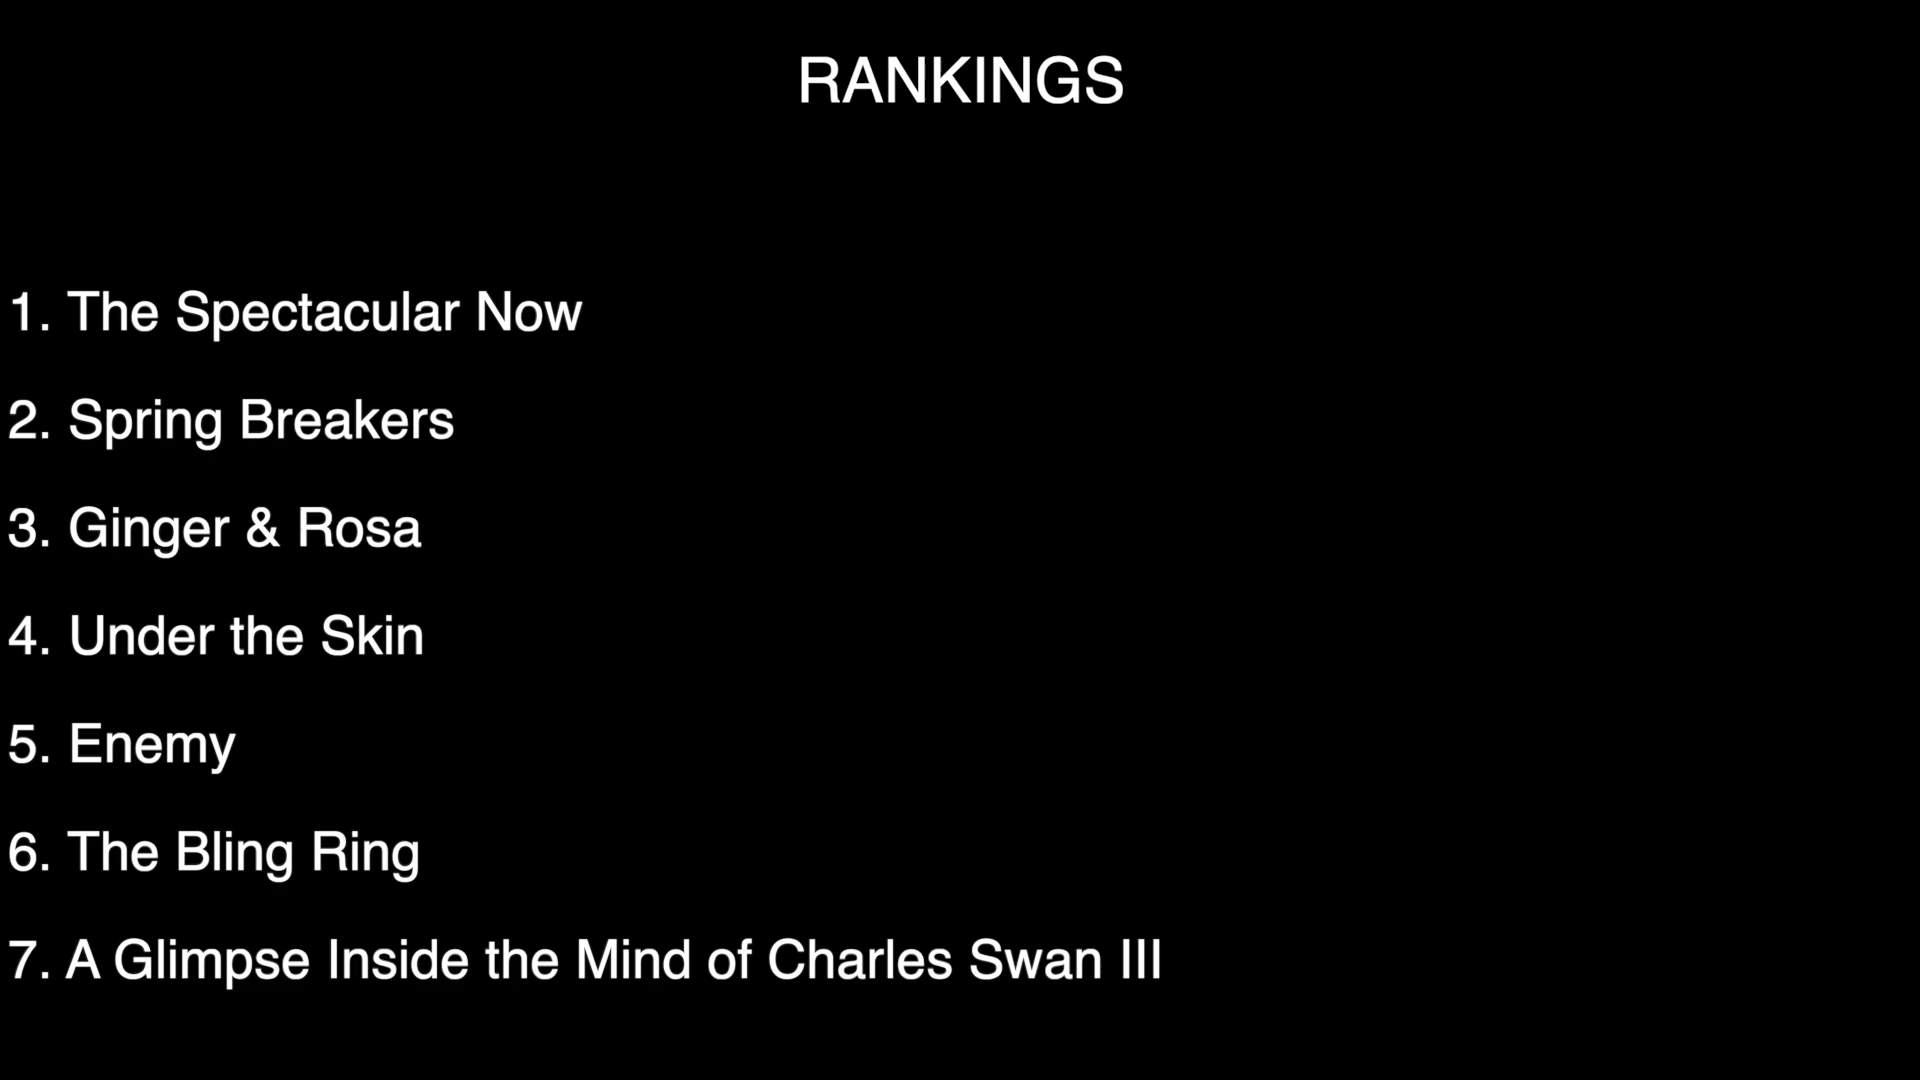 RANKINGS
1. The Spectacular Now
2. Spring Breakers
3. Ginger & Rosa
4. Under the Skin
5. Enemy
6. The Bling Ring
7. A Glimpse Inside the Mind of Charles Swan III